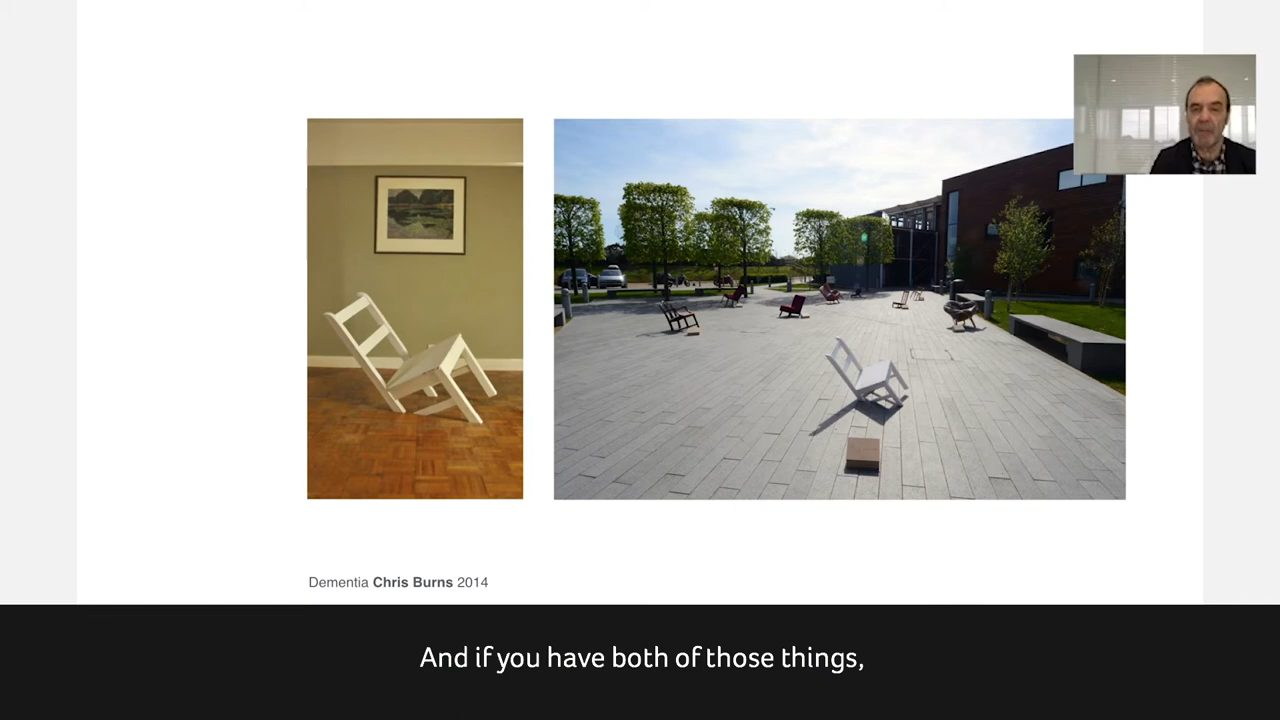 Dementia Chris Burns 2014
And if you have both of those things,